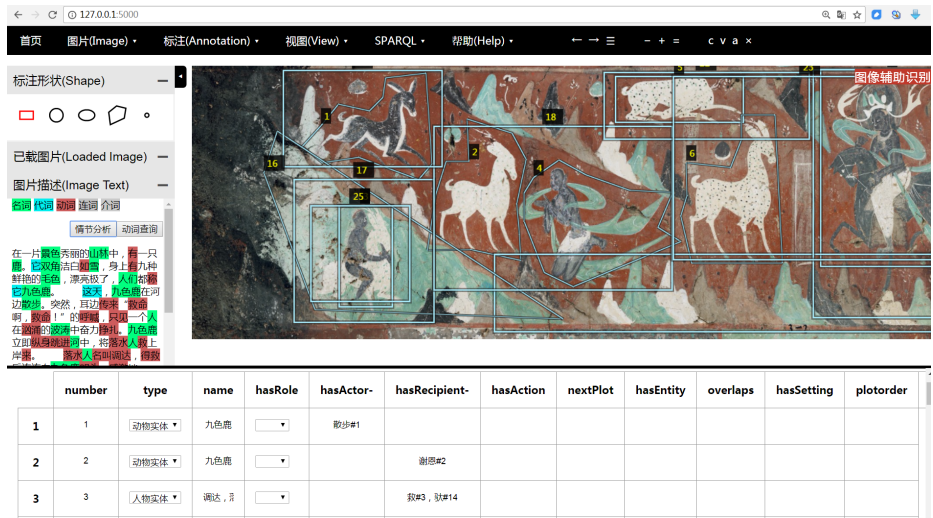 127.0.0.1:5000
首页 图片(Image) 标注(Annotation) 视图(View) SPARQL 帮助(Help) ← → ☰ − + = c v a ×
标注形状(Shape)
已载图片(Loaded Image)
图片描述(Image Text)
名词 代词 动词 连词 介词
情节分析 动词查词
在一片景色秀丽的山林中，有一只
鹿。它双角洁白如雪，身上有九种
鲜艳的毛色，漂亮极了，人们都称
它九色鹿。 这天，九色鹿在河
边散步。突然，耳边传来“救命
啊，救命！”的呼喊，只见一个人
在汹涌的波涛中奋力挣扎。九色鹿
立即纵身跳进河中，将落水人救上
岸来。 落水人名叫调达，得救
图像辅助识别
1
18
2
16
17
4
6
25
5
23
number type name hasRole hasActor- hasRecipient- hasAction nextPlot hasEntity overlaps hasSetting plotorder
1 1 动物实体 九色鹿 散步#1
2 2 动物实体 九色鹿 谢恩#2
3 3 人物实体 调达， 救#3，驮#14